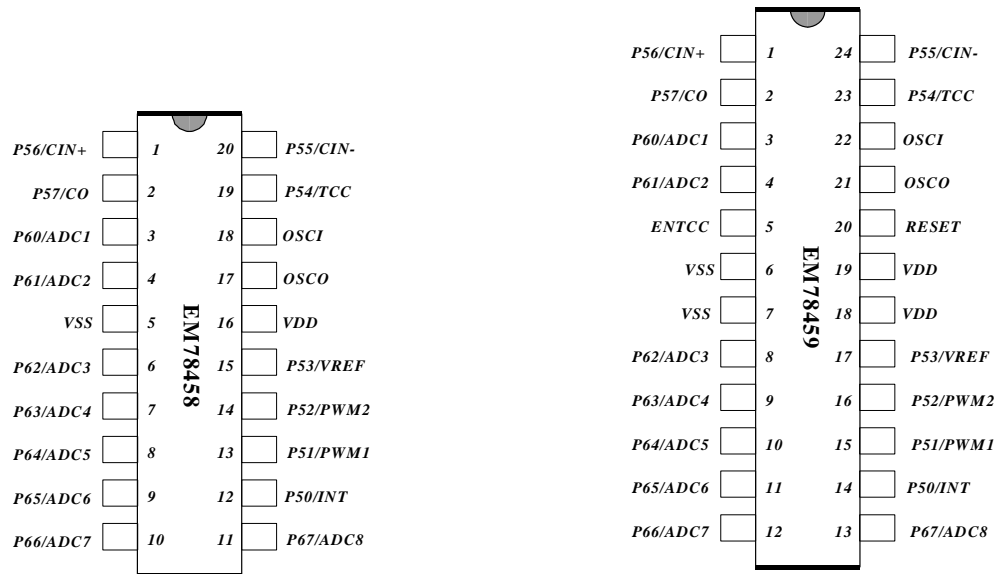 P56/CIN+ 1 20 P55/CIN-
P57/CO 2 19 P54/TCC
P60/ADC1 3 18 OSCI
P61/ADC2 4 17 OSCO
VSS 5 16 VDD
P62/ADC3 6 15 P53/VREF
P63/ADC4 7 14 P52/PWM2
P64/ADC5 8 13 P51/PWM1
P65/ADC6 9 12 P50/INT
P66/ADC7 10 11 P67/ADC8
EM78458
P56/CIN+ 1 24 P55/CIN-
P57/CO 2 23 P54/TCC
P60/ADC1 3 22 OSCI
P61/ADC2 4 21 OSCO
ENTCC 5 20 RESET
VSS 6 19 VDD
VSS 7 18 VDD
P62/ADC3 8 17 P53/VREF
P63/ADC4 9 16 P52/PWM2
P64/ADC5 10 15 P51/PWM1
P65/ADC6 11 14 P50/INT
P66/ADC7 12 13 P67/ADC8
EM78459